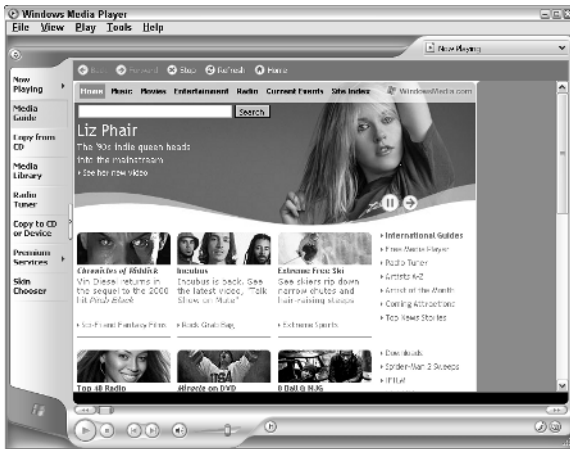 Windows Media Player
File View Play Tools Help
Now Playing
Back Forward Stop Refresh Home
Now
Playing
Media
Guide
Copy from
CD
Media
Library
Radio
Tuner
Copy to CD
or Device
Premium
Services
Skin
Chooser
Home Music Movies Entertainment Radio Current Events Site Index WindowsMedia.com
Search
Liz Phair
The '90s indie queen heads
into the mainstream
See her new video
Chronicles of Riddick
Vin Diesel returns in
the sequel to the 2000
hit Pitch Black
Sci-Fi and Fantasy Films
Incubus
Incubus is back. See
the latest video, "Talk
Show on Mute"
Rock Grab Bag
Extreme Free Ski
See skiers rip down
narrow chutes and
hair-raising steeps
Extreme Sports
International Guides
Free Media Player
Radio Tuner
Artists A-Z
Artist of the Month
Coming Attractions
Top News Stories
Downloads
Spider-Man 2 Sweeps
Top 40 Radio
Miracle on DVD
8 Ball & MJG